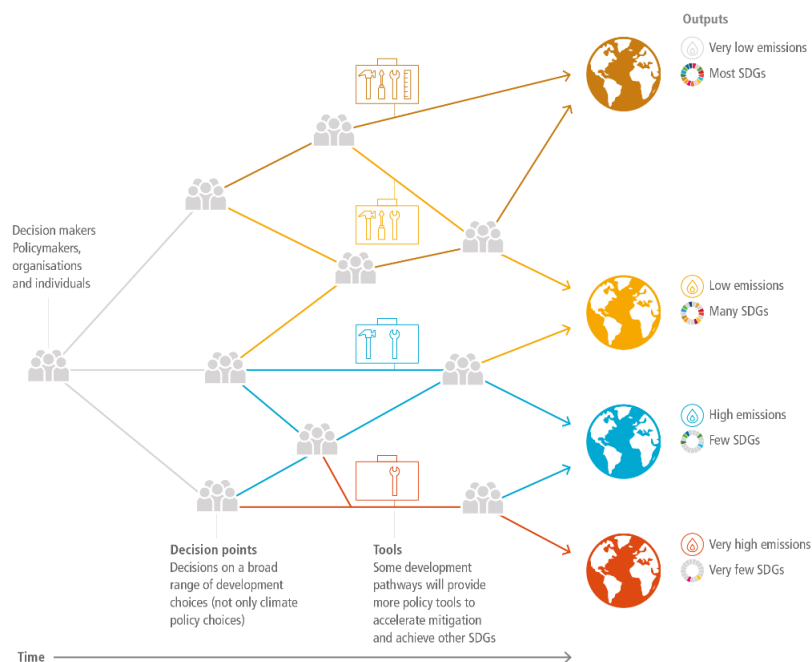 Outputs
Very low emissions
Most SDGs
Decision makers
Policymakers,
organisations
and individuals
Low emissions
Many SDGs
High emissions
Few SDGs
Decision points
Decisions on a broad
range of development
choices (not only climate
policy choices)
Tools
Some development
pathways will provide
more policy tools to
accelerate mitigation
and achieve other SDGs
Very high emissions
Very few SDGs
Time